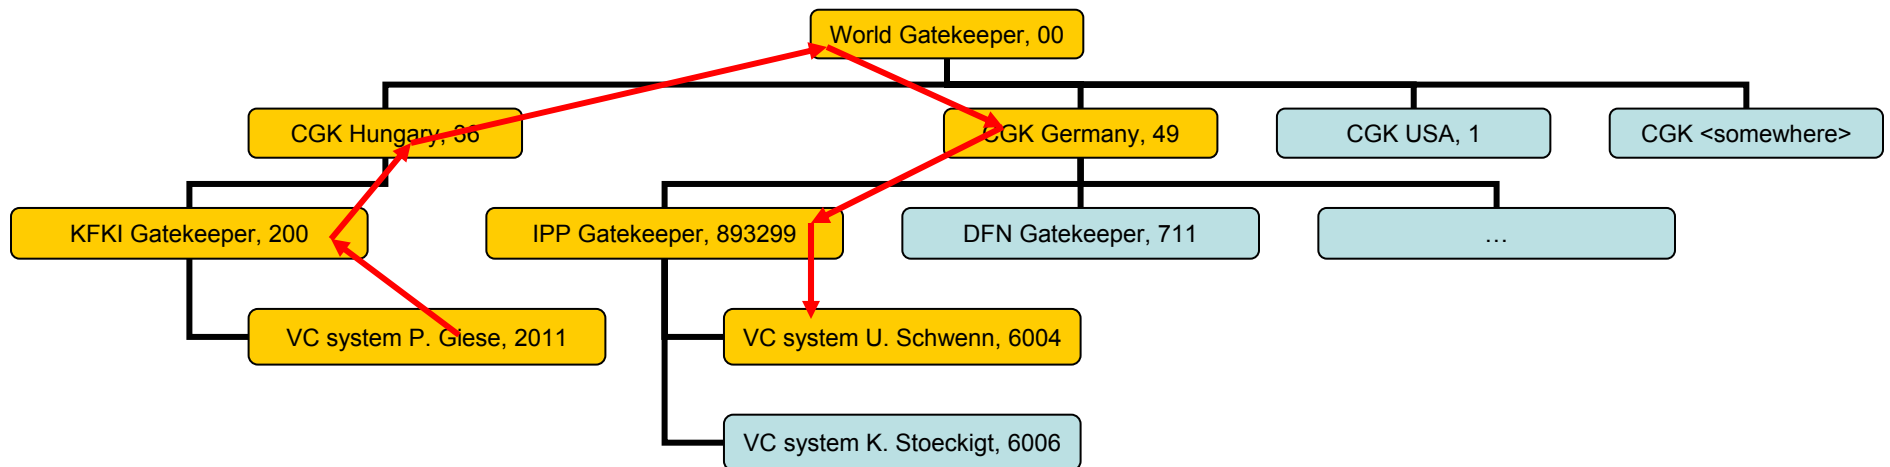 World Gatekeeper, 00
CGK Hungary, 36
CGK Germany, 49
CGK USA, 1
CGK <somewhere>
KFKI Gatekeeper, 200
IPP Gatekeeper, 893299
DFN Gatekeeper, 711
…
VC system P. Giese, 2011
VC system U. Schwenn, 6004
VC system K. Stoeckigt, 6006